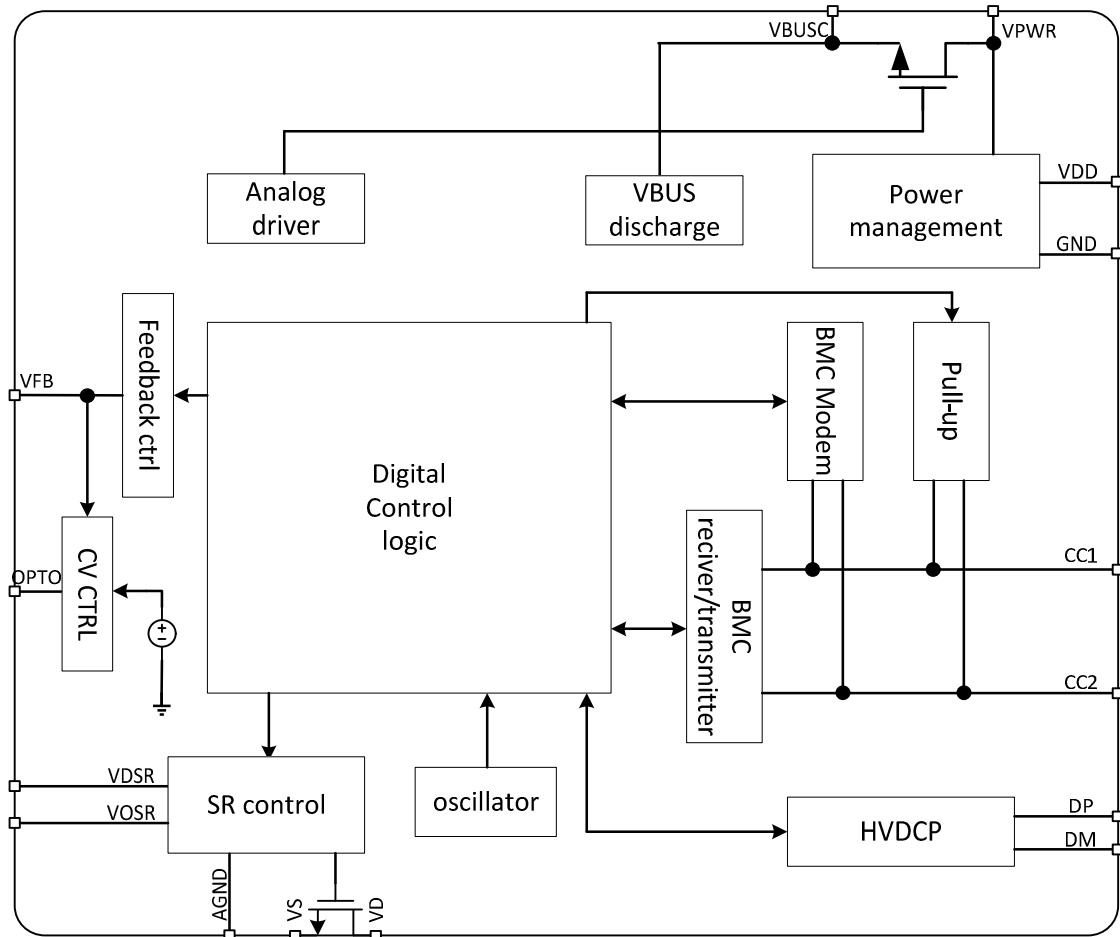 VBUSC
VPWR
Analog
driver
VBUS
discharge
Power
management
VDD
GND
Feedback ctrl
VFB
BMC Modem
Pull-up
Digital
Control
logic
CV CTRL
OPTO
+
−
BMC
reciver/transmitter
CC1
CC2
VDSR
VOSR
SR control
oscillator
HVDCP
DP
DM
AGND
VS
VD